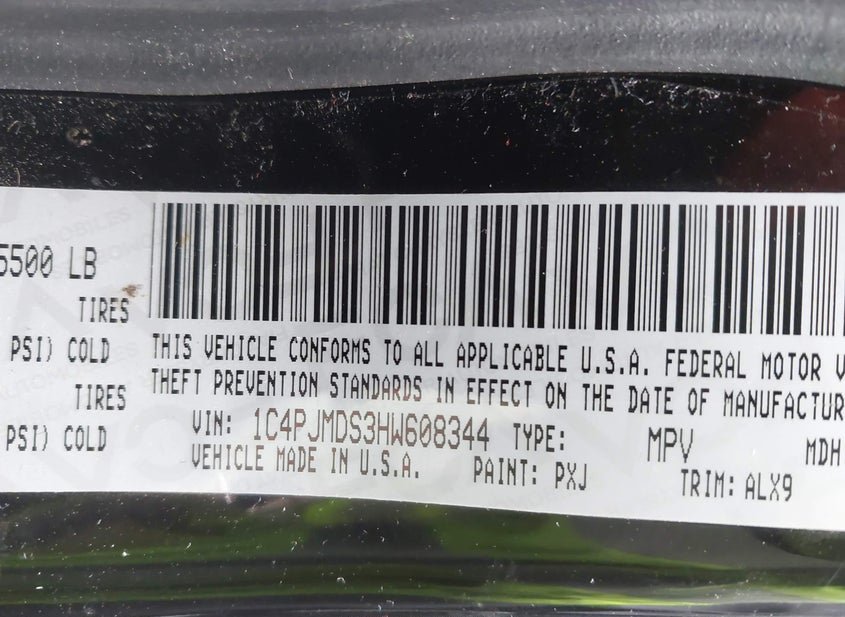 5500 LB
TIRES
PSI) COLD
TIRES
PSI) COLD
THIS VEHICLE CONFORMS TO ALL APPLICABLE U.S.A. FEDERAL MOTOR V
THEFT PREVENTION STANDARDS IN EFFECT ON THE DATE OF MANUFACTUR
VIN: 1C4PJMDS3HW608344 TYPE: MPV MDH
VEHICLE MADE IN U.S.A. PAINT: PXJ TRIM: ALX9